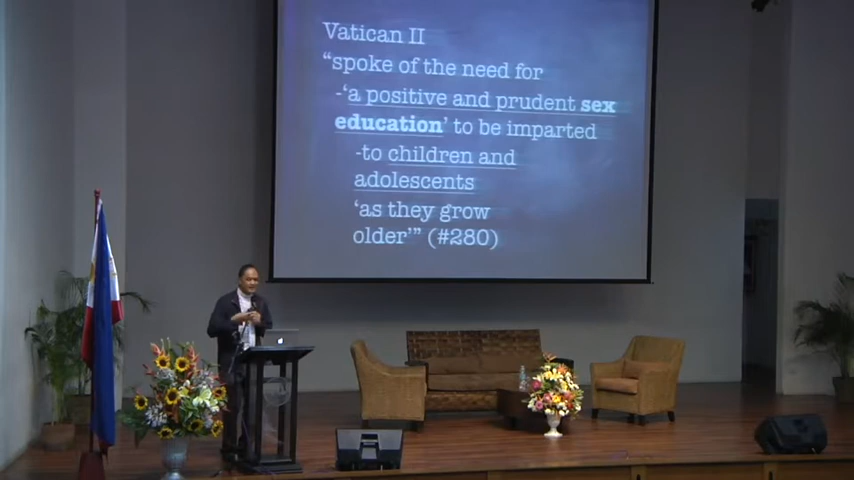 Vatican II
“spoke of the need for
-‘a positive and prudent sex
education’ to be imparted
-to children and
adolescents
‘as they grow
older’” (#280)